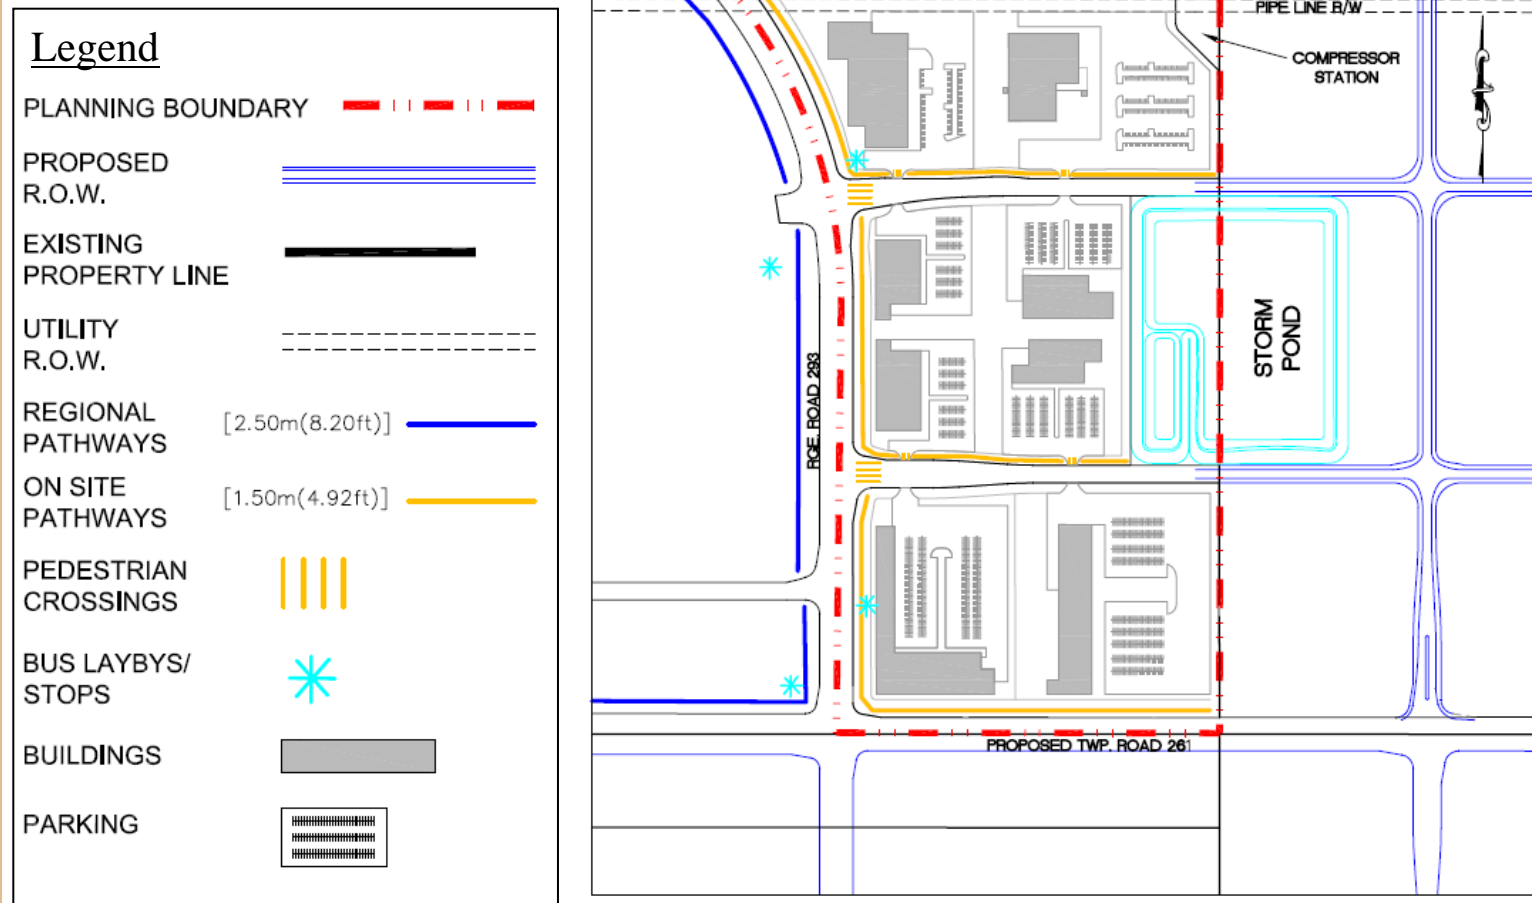 Legend
PLANNING BOUNDARY
PROPOSED
R.O.W.
EXISTING
PROPERTY LINE
UTILITY
R.O.W.
REGIONAL
PATHWAYS
[2.50m(8.20ft)]
ON SITE
PATHWAYS
[1.50m(4.92ft)]
PEDESTRIAN
CROSSINGS
BUS LAYBYS/
STOPS
BUILDINGS
PARKING
PIPE LINE R/W
COMPRESSOR
STATION
STORM
POND
RGE. ROAD 293
PROPOSED TWP. ROAD 261